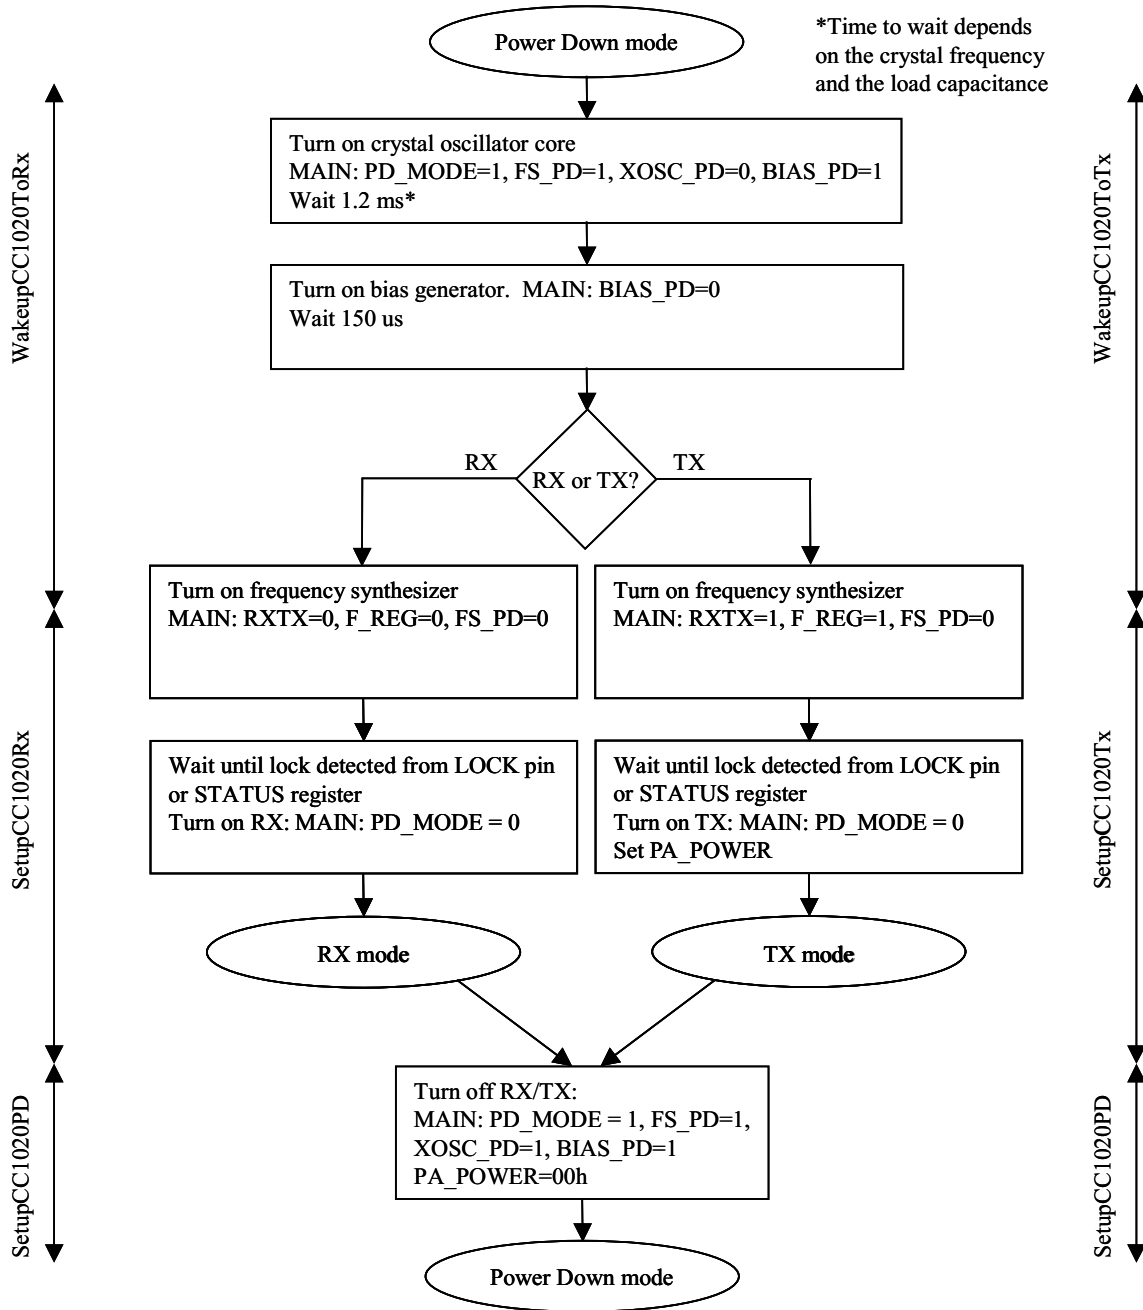 Power Down mode
*Time to wait depends
on the crystal frequency
and the load capacitance
WakeupCC1020ToRx
WakeupCC1020ToTx
Turn on crystal oscillator core
MAIN: PD_MODE=1, FS_PD=1, XOSC_PD=0, BIAS_PD=1
Wait 1.2 ms*
Turn on bias generator.  MAIN: BIAS_PD=0
Wait 150 us
RX
RX or TX?
TX
Turn on frequency synthesizer
MAIN: RXTX=0, F_REG=0, FS_PD=0
Turn on frequency synthesizer
MAIN: RXTX=1, F_REG=1, FS_PD=0
SetupCC1020Rx
SetupCC1020Tx
Wait until lock detected from LOCK pin
or STATUS register
Turn on RX: MAIN: PD_MODE = 0
Wait until lock detected from LOCK pin
or STATUS register
Turn on TX: MAIN: PD_MODE = 0
Set PA_POWER
RX mode
TX mode
SetupCC1020PD
SetupCC1020PD
Turn off RX/TX:
MAIN: PD_MODE = 1, FS_PD=1,
XOSC_PD=1, BIAS_PD=1
PA_POWER=00h
Power Down mode